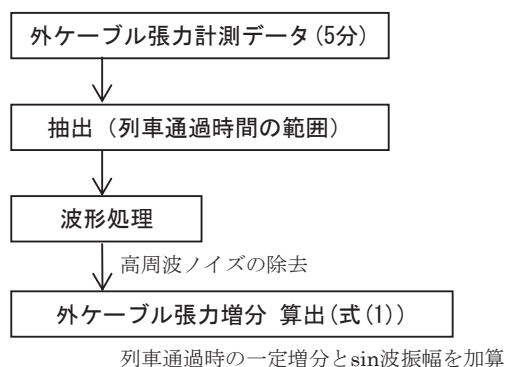 外ケーブル張力計測データ(5分)
抽出（列車通過時間の範囲）
波形処理
高周波ノイズの除去
外ケーブル張力増分 算出(式(1))
列車通過時の一定増分とsin波振幅を加算